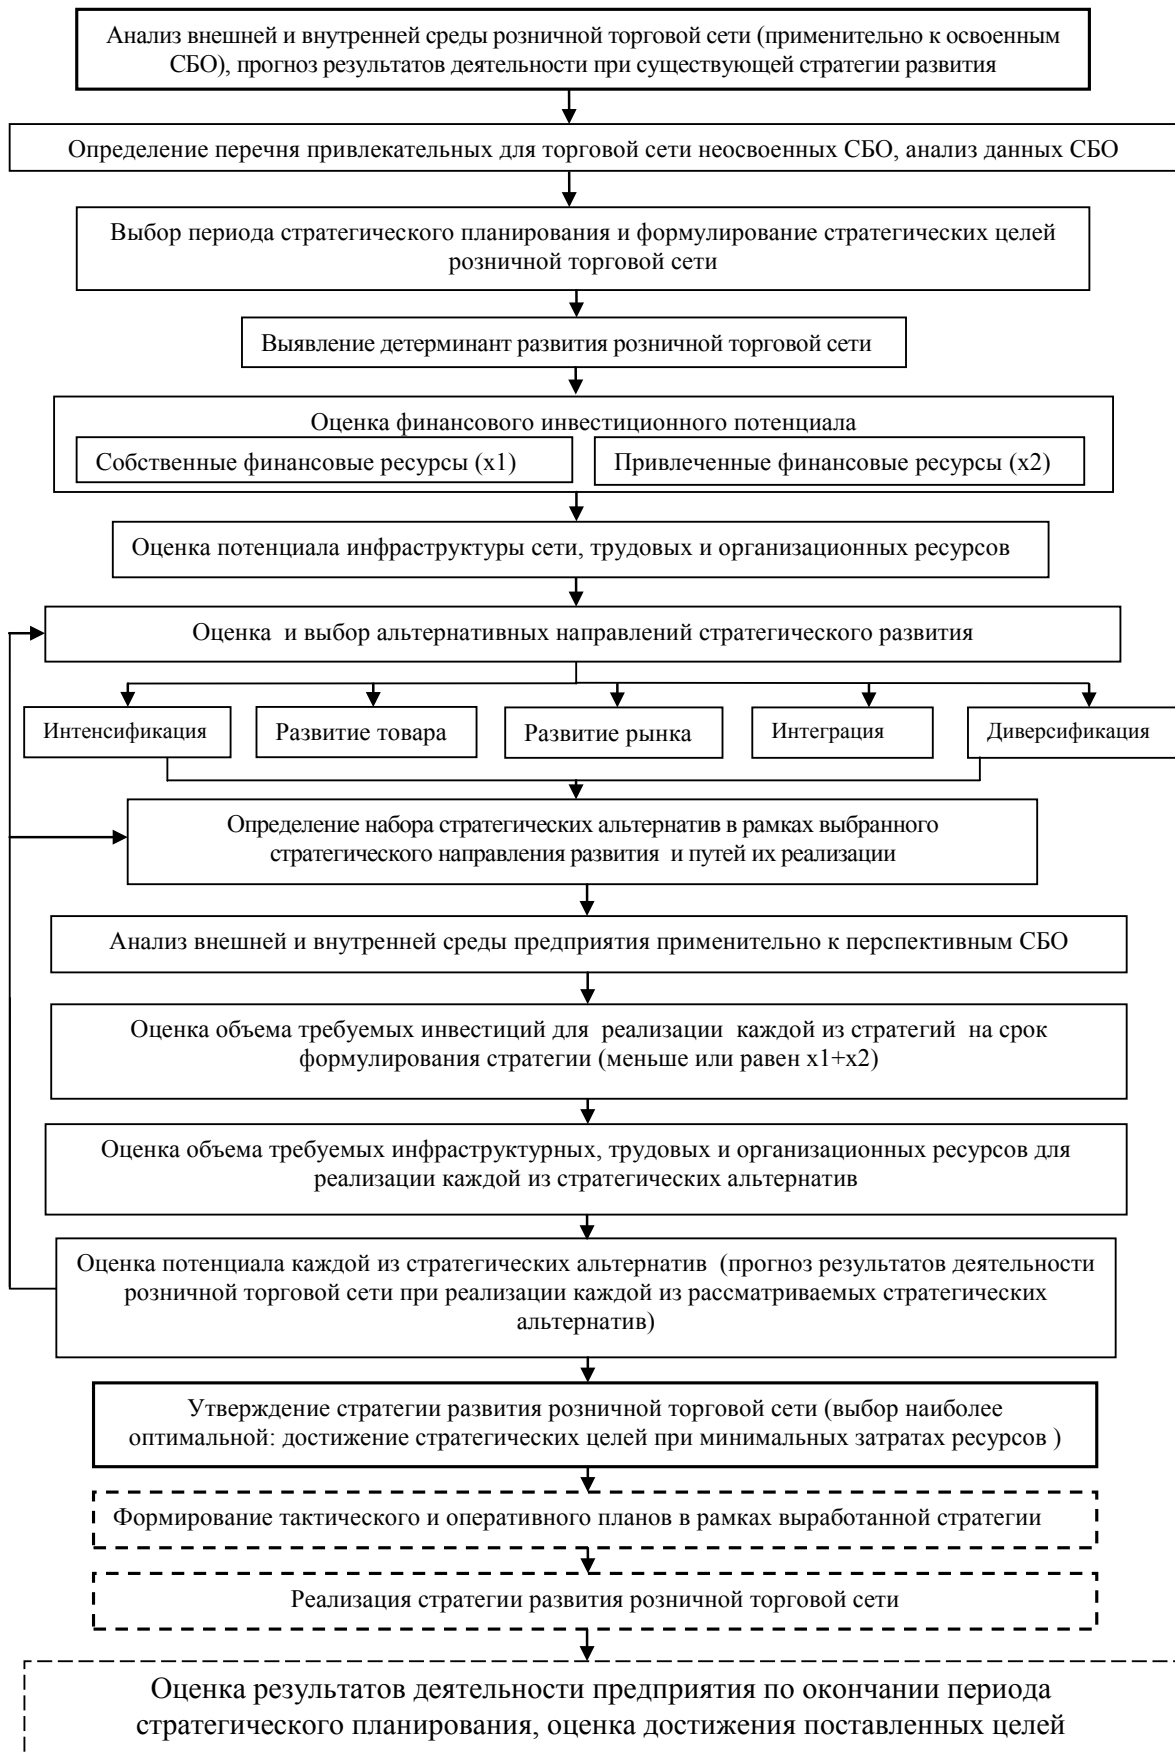 Анализ внешней и внутренней среды розничной торговой сети (применительно к освоенным
СБО), прогноз результатов деятельности при существующей стратегии развития
Определение перечня привлекательных для торговой сети неосвоенных СБО, анализ данных СБО
Выбор периода стратегического планирования и формулирование стратегических целей
розничной торговой сети
Выявление детерминант развития розничной торговой сети
Оценка финансового инвестиционного потенциала
Собственные финансовые ресурсы (x1)
Привлеченные финансовые ресурсы (x2)
Оценка потенциала инфраструктуры сети, трудовых и организационных ресурсов
Оценка и выбор альтернативных направлений стратегического развития
Интенсификация
Развитие товара
Развитие рынка
Интеграция
Диверсификация
Определение набора стратегических альтернатив в рамках выбранного
стратегического направления развития и путей их реализации
Анализ внешней и внутренней среды предприятия применительно к перспективным СБО
Оценка объема требуемых инвестиций для реализации каждой из стратегий на срок
формулирования стратегии (меньше или равен x1+x2)
Оценка объема требуемых инфраструктурных, трудовых и организационных ресурсов для
реализации каждой из стратегических альтернатив
Оценка потенциала каждой из стратегических альтернатив (прогноз результатов деятельности
розничной торговой сети при реализации каждой из рассматриваемых стратегических
альтернатив)
Утверждение стратегии развития розничной торговой сети (выбор наиболее
оптимальной: достижение стратегических целей при минимальных затратах ресурсов )
Формирование тактического и оперативного планов в рамках выработанной стратегии
Реализация стратегии развития розничной торговой сети
Оценка результатов деятельности предприятия по окончании периода
стратегического планирования, оценка достижения поставленных целей